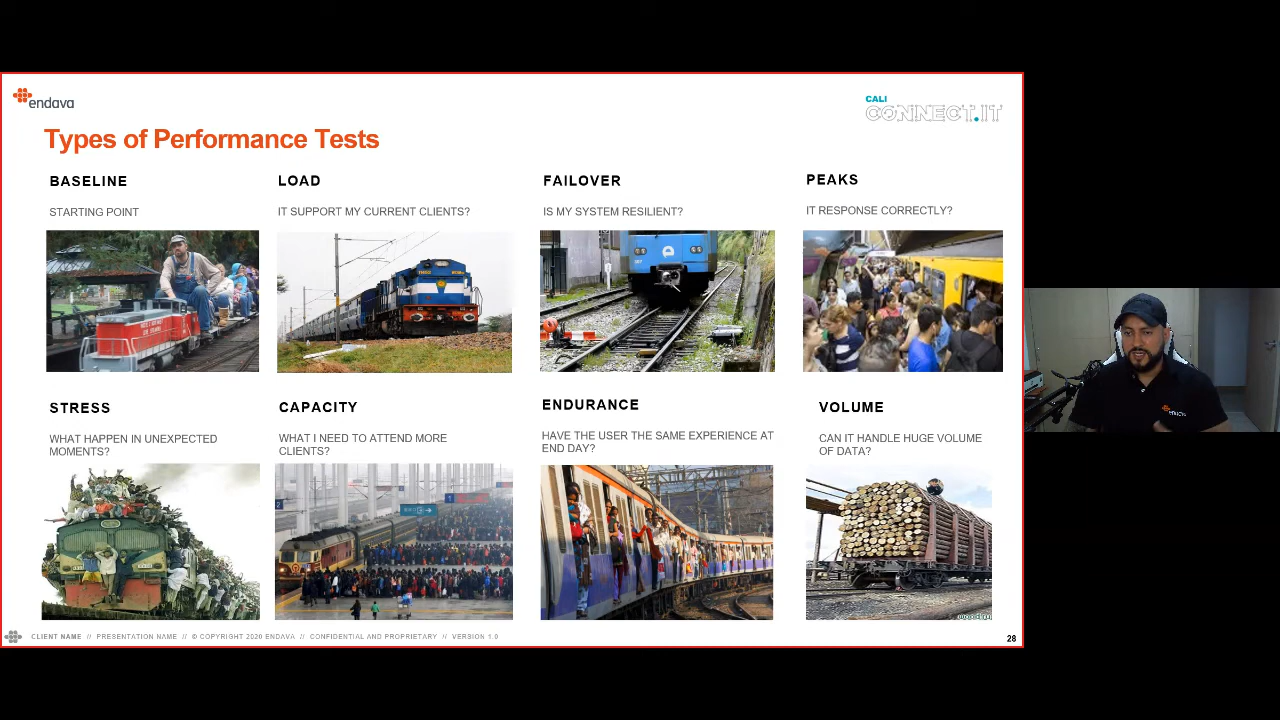 endava
CALI
CONNECT.IT
Types of Performance Tests
BASELINE
STARTING POINT
LOAD
IT SUPPORT MY CURRENT CLIENTS?
FAILOVER
IS MY SYSTEM RESILIENT?
PEAKS
IT RESPONSE CORRECTLY?
STRESS
WHAT HAPPEN IN UNEXPECTED
MOMENTS?
CAPACITY
WHAT I NEED TO ATTEND MORE
CLIENTS?
ENDURANCE
HAVE THE USER THE SAME EXPERIENCE AT
END DAY?
VOLUME
CAN IT HANDLE HUGE VOLUME
OF DATA?
CLIENT NAME // PRESENTATION NAME // © COPYRIGHT 2020 ENDAVA // CONFIDENTIAL AND PROPRIETARY // VERSION 1.0
28